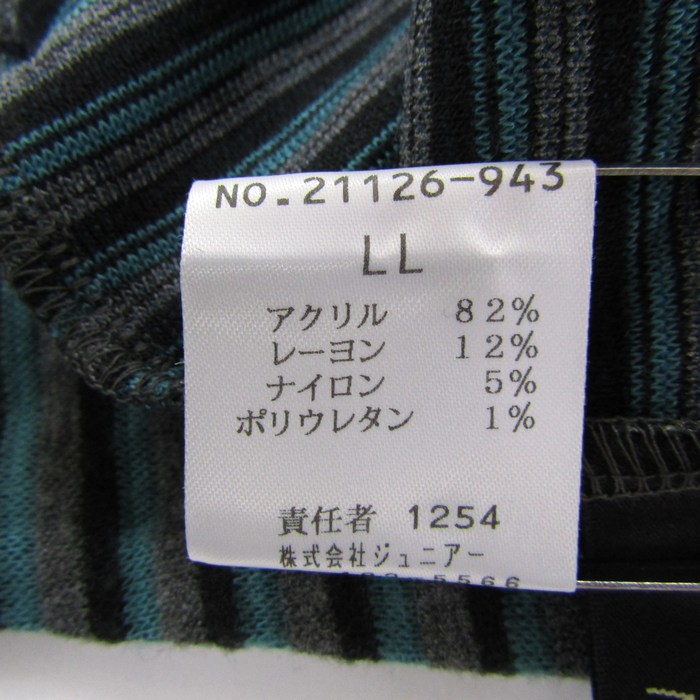 NO.21126-943
LL
アクリル 82%
レーヨン 12%
ナイロン 5%
ポリウレタン 1%
責任者 1254
株式会社ジュニアー
5566